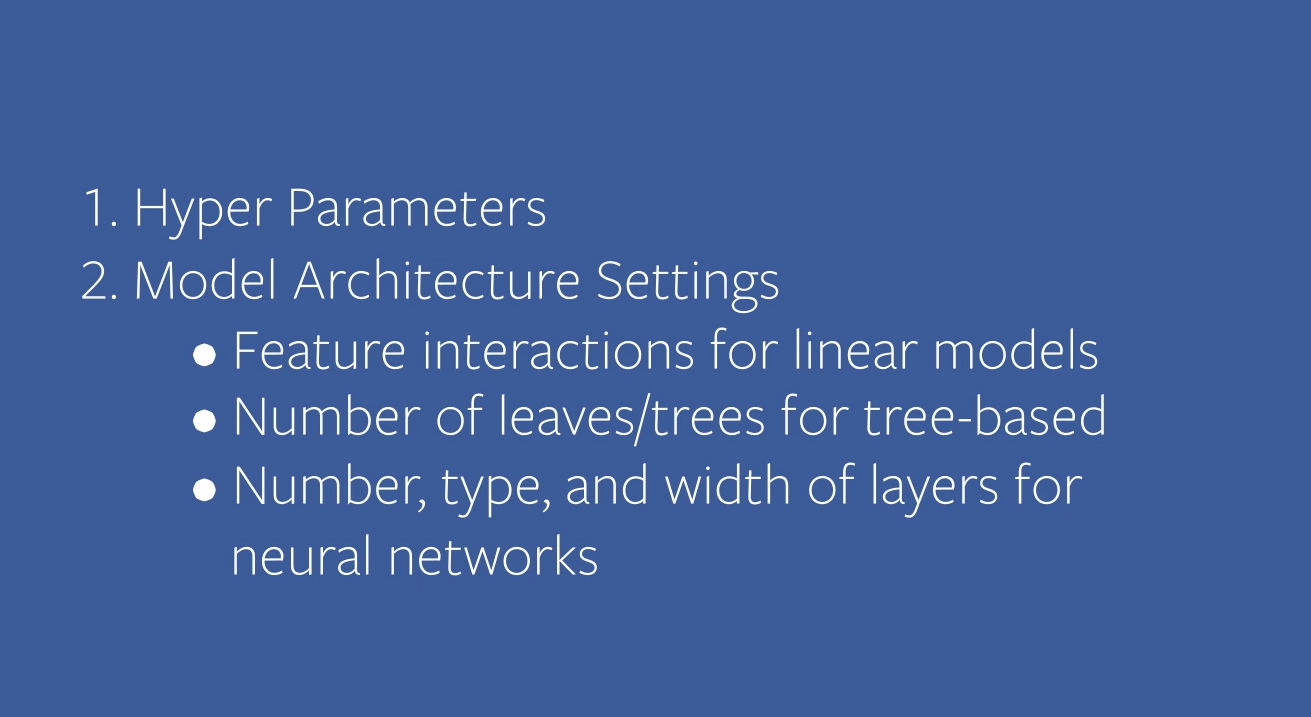 1. Hyper Parameters
2. Model Architecture Settings
● Feature interactions for linear models
● Number of leaves/trees for tree-based
● Number, type, and width of layers for
neural networks